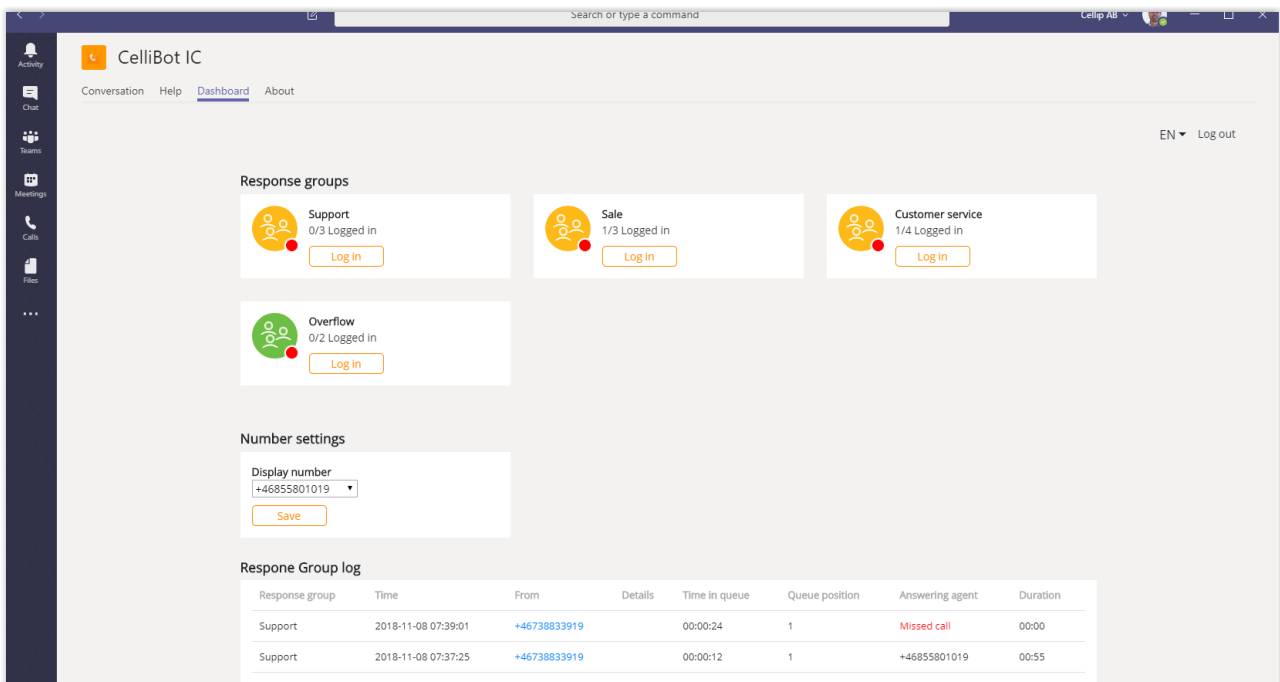 Search or type a command
Cellip AB
Activity
Chat
Teams
Meetings
Calls
Files
CelliBot IC
Conversation Help Dashboard About
EN Log out
Response groups
Support
0/3 Logged in
Log in
Sale
1/3 Logged in
Log in
Customer service
1/4 Logged in
Log in
Overflow
0/2 Logged in
Log in
Number settings
Display number
+46855801019
Save
Respone Group log
Response group Time From Details Time in queue Queue position Answering agent Duration
Support 2018-11-08 07:39:01 +46738833919 00:00:24 1 Missed call 00:00
Support 2018-11-08 07:37:25 +46738833919 00:00:12 1 +46855801019 00:55